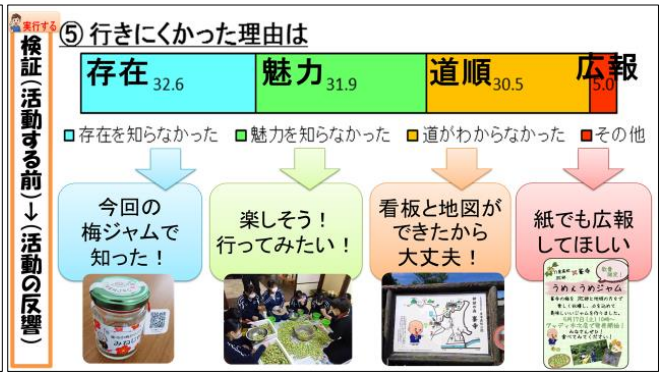 実行する
検証(活動する前)→(活動の反響)
⑤行きにくかった理由は
存在 32.6
魅力 31.9
道順 30.5
広報 5.0
存在を知らなかった
魅力を知らなかった
道がわからなかった
その他
今回の
梅ジャムで
知った！
楽しそう！
行ってみたい！
看板と地図が
できたから
大丈夫！
紙でも広報
してほしい
うめぇうめジャム